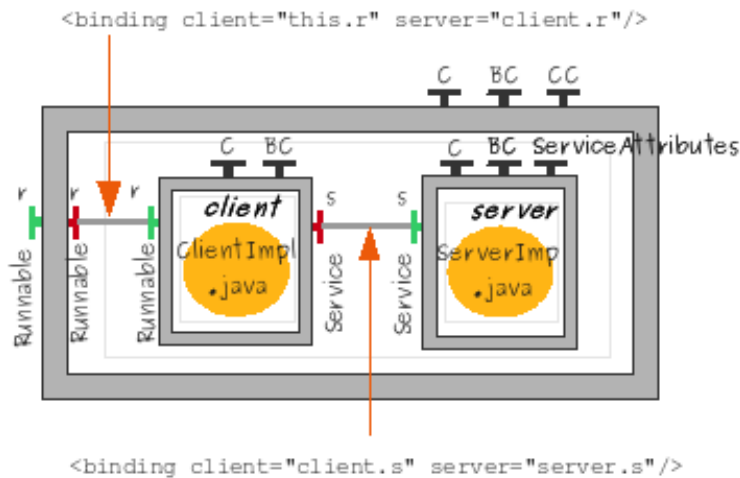 <binding client="this.r" server="client.r"/>
C BC CC
C BC C BC ServiceAttributes
r r r s s
client server
ClientImpl ServerImp
.java .java
Runnable Runnable Runnable Service Service
<binding client="client.s" server="server.s"/>